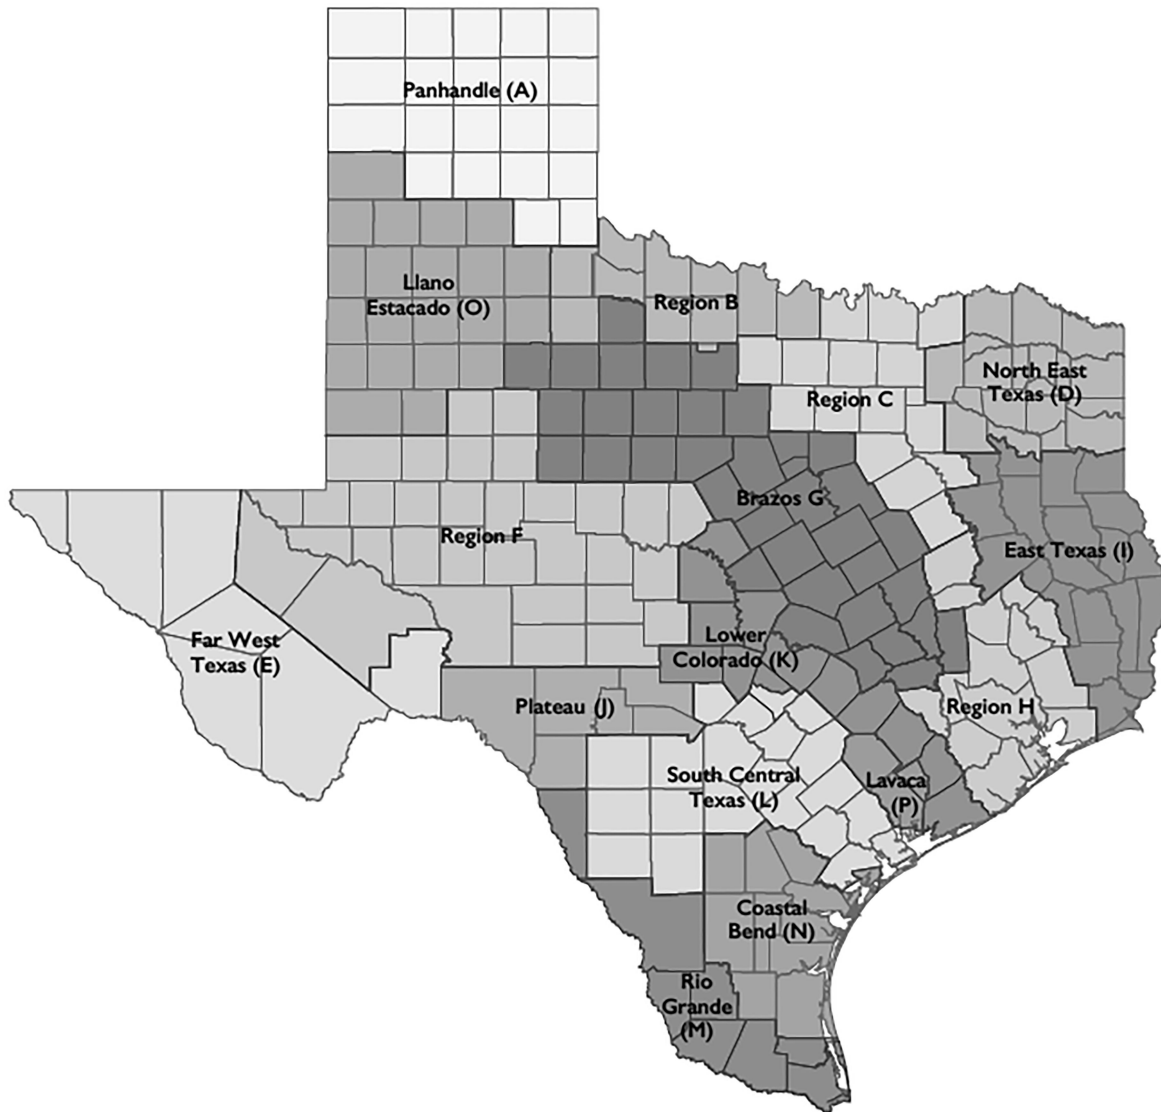 Panhandle (A)
Llano
Estacado (O)
Region B
North East
Texas (D)
Region C
Brazos G
Region F
East Texas (I)
Far West
Texas (E)
Lower
Colorado (K)
Plateau (J)
Region H
South Central
Texas (L)
Lavaca
(P)
Coastal
Bend (N)
Rio
Grande
(M)